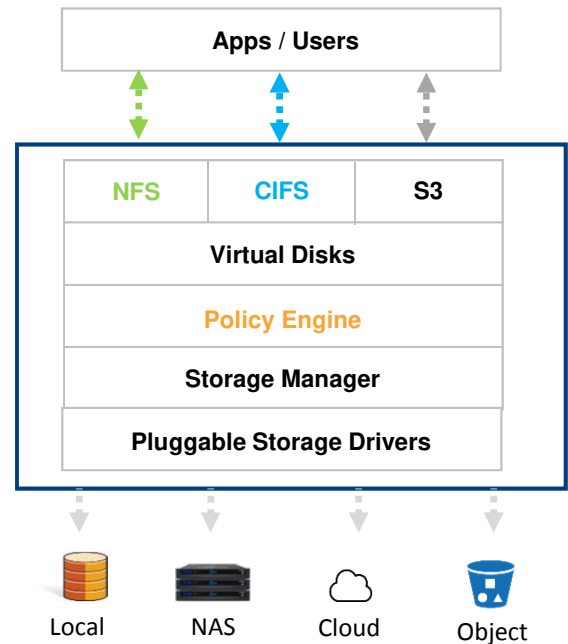 Apps / Users
NFS CIFS S3
Virtual Disks
Policy Engine
Storage Manager
Pluggable Storage Drivers
Local NAS Cloud Object